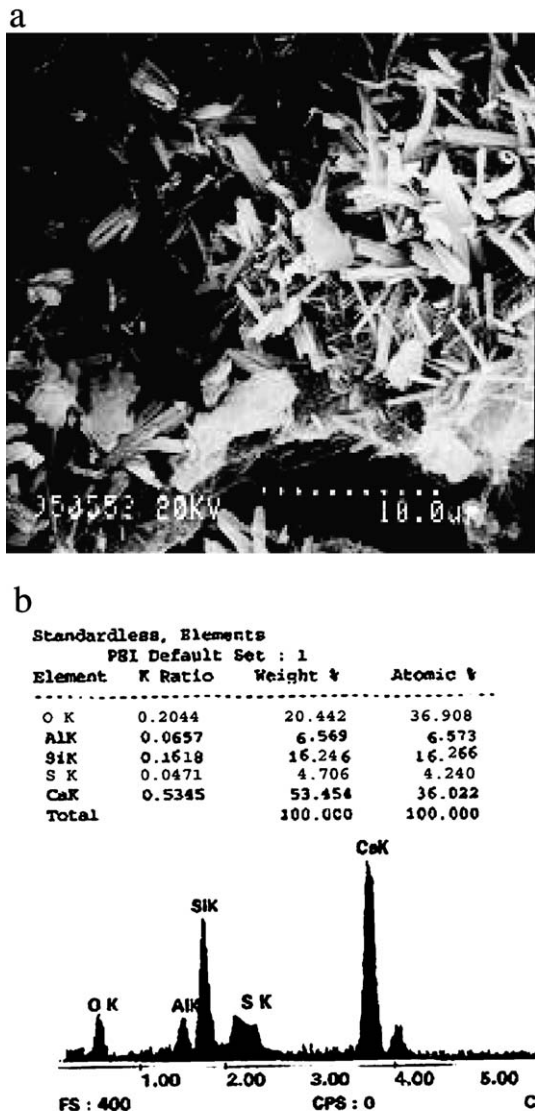 a
20KV
10.0um
b
Standardless, Elements
PSI Default Set : 1
Element K Ratio Weight % Atomic %
O K 0.2044 20.442 36.908
AlK 0.0657 6.569 6.573
SiK 0.1618 16.246 16.266
S K 0.0471 4.706 4.240
CaK 0.5345 53.454 36.022
Total 100.000 100.000
CaK
SiK
O K AlK S K
1.00 2.00 3.00 4.00 5.00
FS : 400 CPS : 0 C